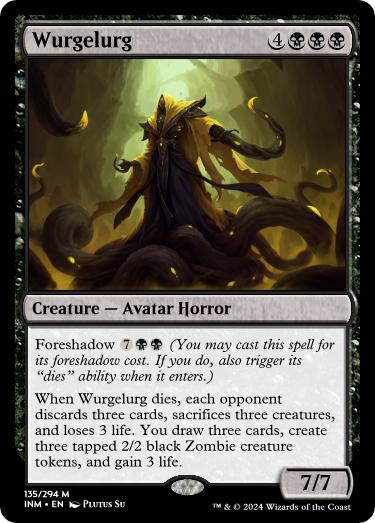 Wurgelurg 4
Creature — Avatar Horror
Foreshadow 7 (You may cast this spell for
its foreshadow cost. If you do, also trigger its
“dies” ability when it enters.)
When Wurgelurg dies, each opponent
discards three cards, sacrifices three creatures,
and loses 3 life. You draw three cards, create
three tapped 2/2 black Zombie creature
tokens, and gain 3 life.
7/7
135/294 M
INM • EN Plutus Su
™ & © 2024 Wizards of the Coast